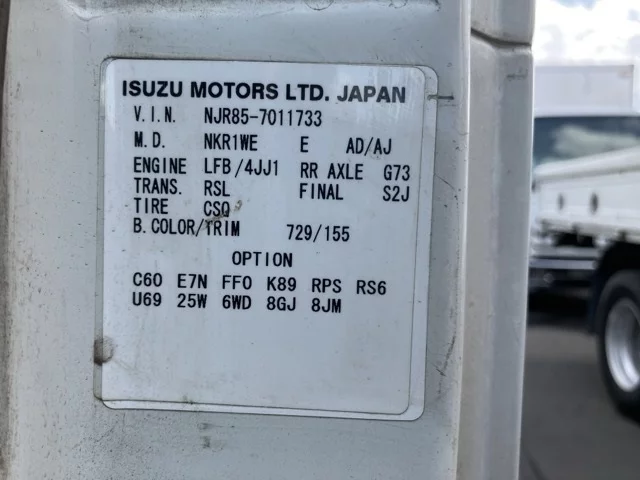 ISUZU MOTORS LTD. JAPAN
V.I.N. NJR85-7011733
M.D. NKR1WE E AD/AJ
ENGINE LFB/4JJ1 RR AXLE G73
TRANS. RSL FINAL S2J
TIRE CSQ
B.COLOR/TRIM 729/155
OPTION
C60 E7N FF0 K89 RPS RS6
U69 25W 6WD 8GJ 8JM